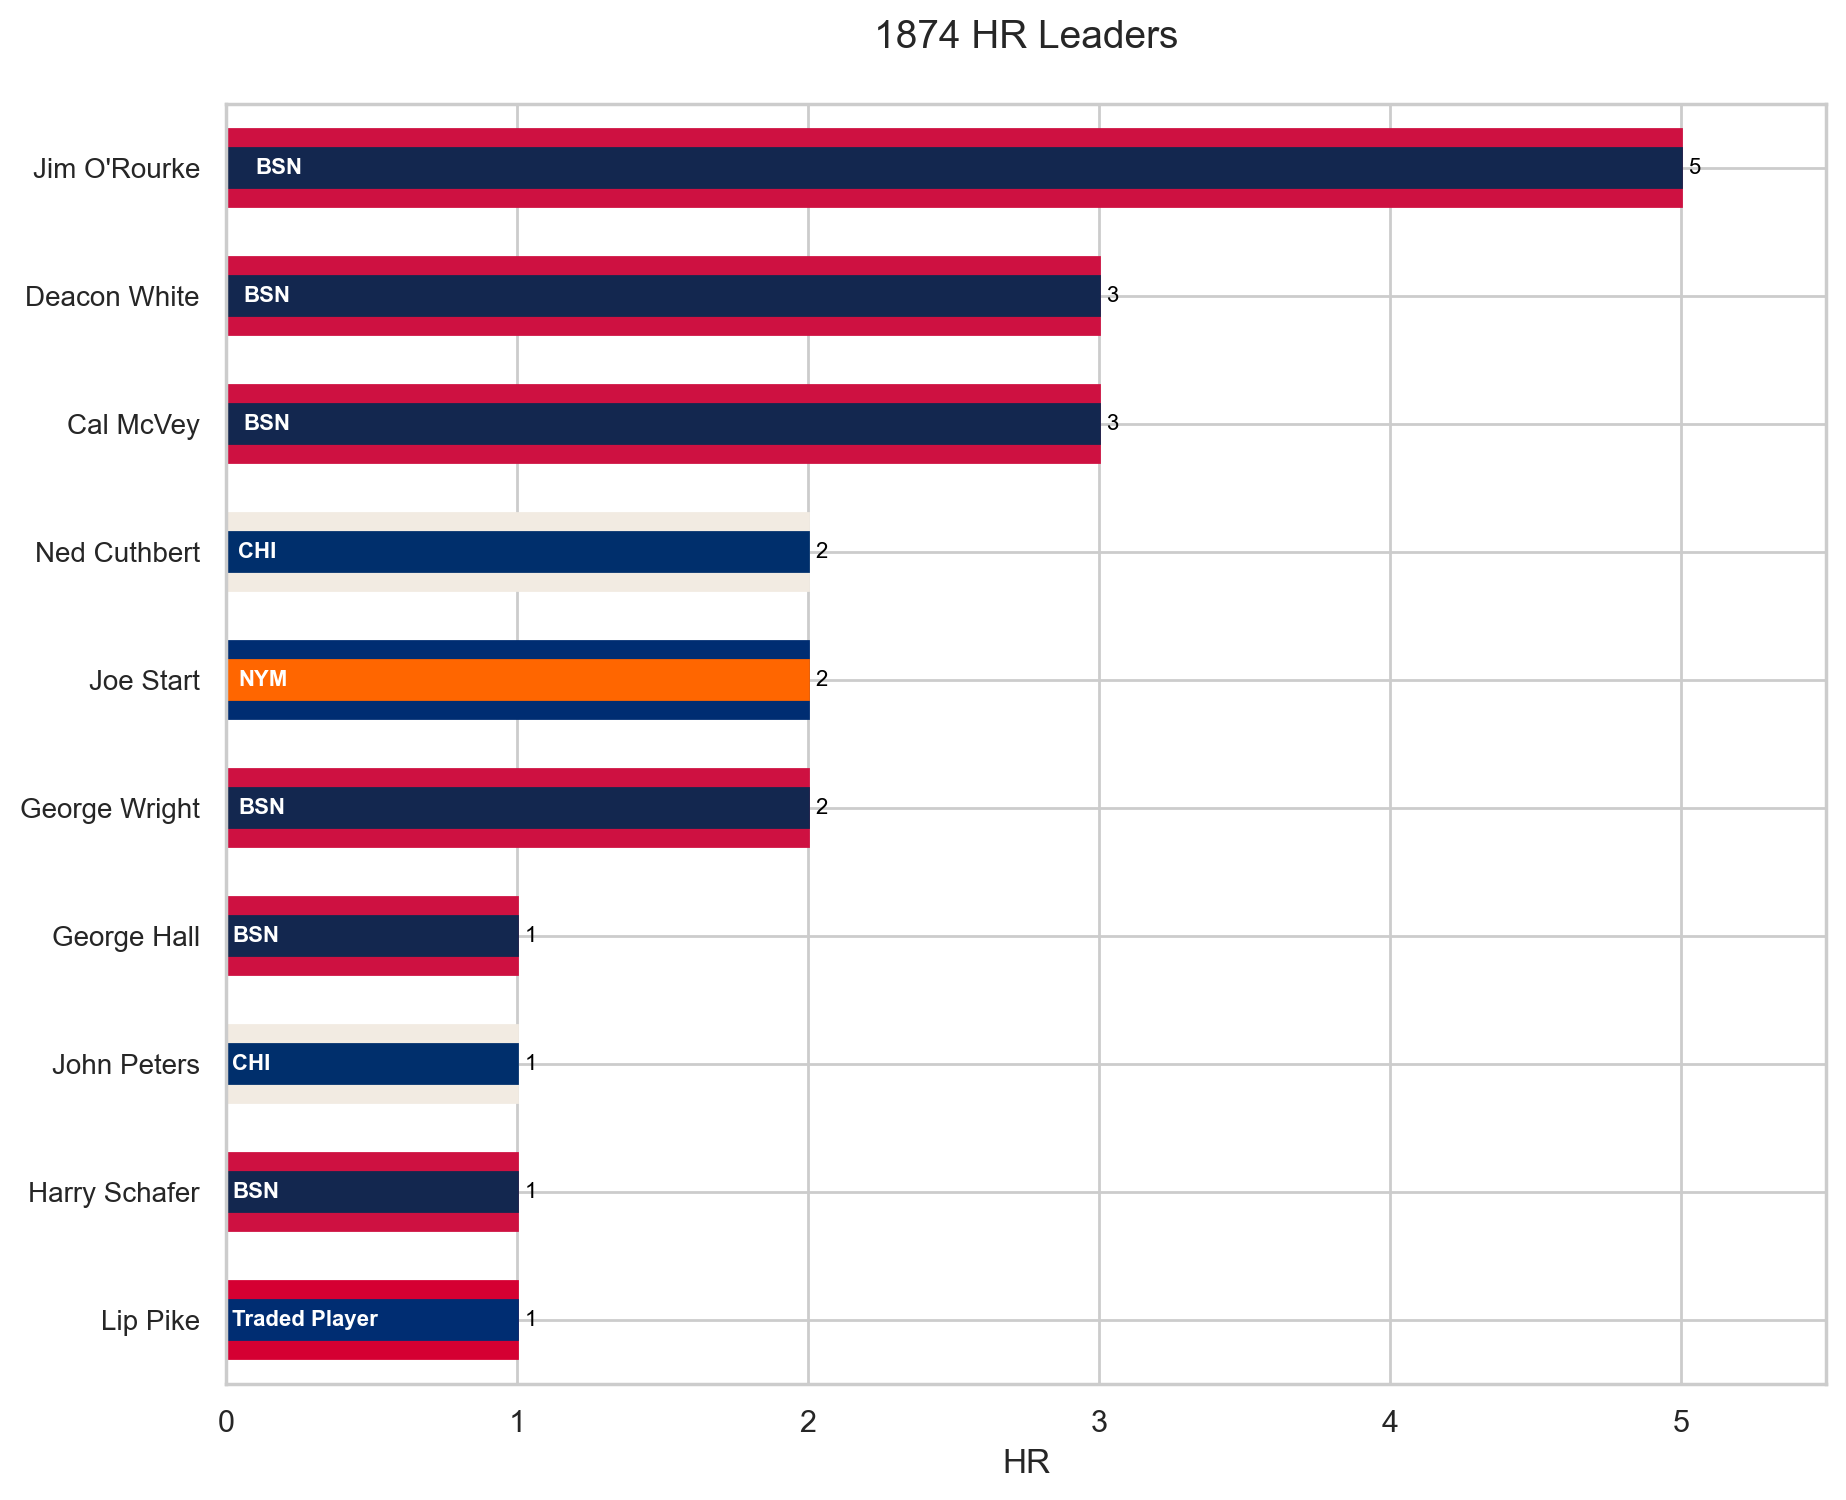 1874 HR Leaders
Jim O'Rourke BSN 5
Deacon White BSN 3
Cal McVey BSN 3
Ned Cuthbert CHI 2
Joe Start NYM 2
George Wright BSN 2
George Hall BSN 1
John Peters CHI 1
Harry Schafer BSN 1
Lip Pike Traded Player 1
0 1 2 3 4 5
HR